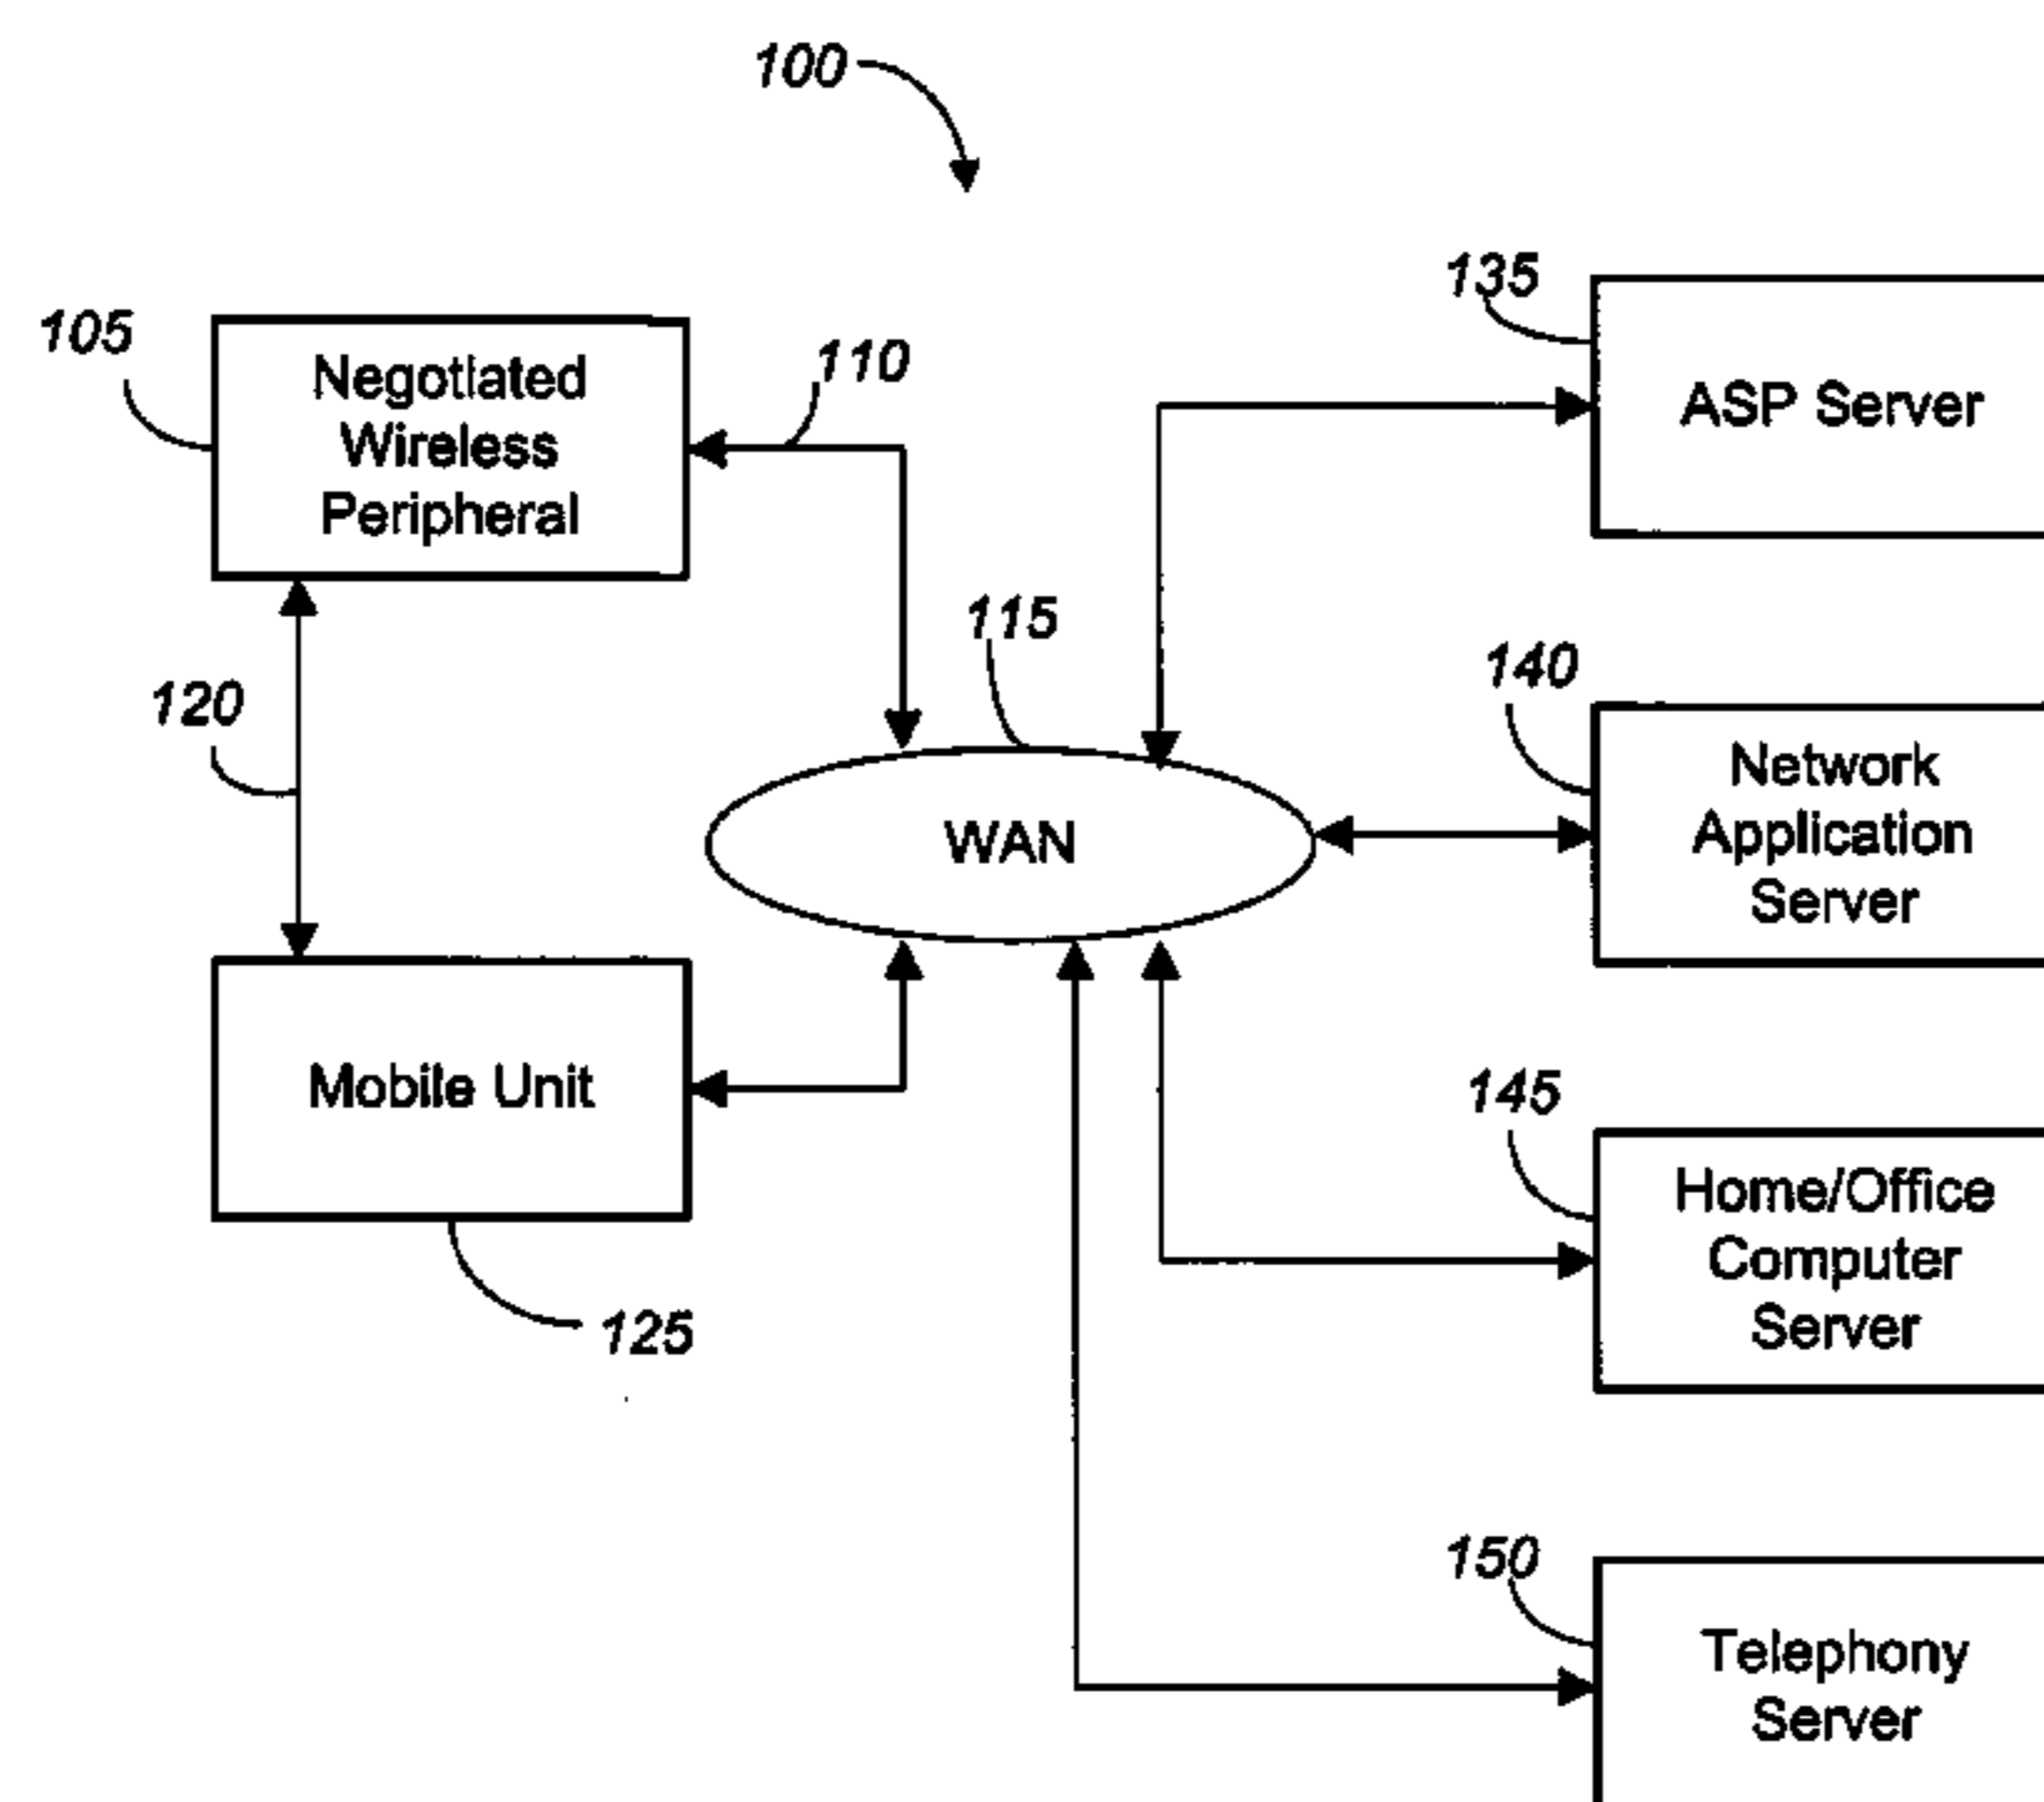 100
135
105
Negotiated
Wireless
Peripheral
110
ASP Server
115
120
140
WAN
Network
Application
Server
Mobile Unit
145
Home/Office
Computer
Server
125
150
Telephony
Server